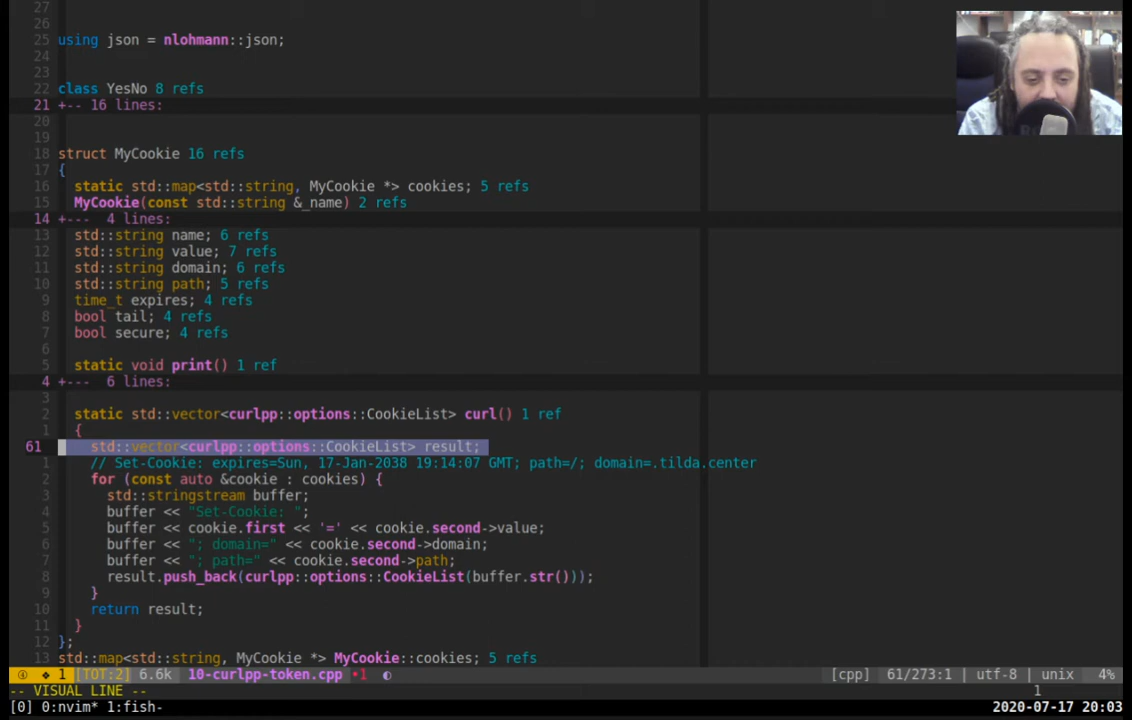 27
26
25 using json = nlohmann::json;
24
23
22 class YesNo 8 refs
21 +-- 16 lines:
20
19
18 struct MyCookie 16 refs
17 {
16 static std::map<std::string, MyCookie *> cookies; 5 refs
15 MyCookie(const std::string &_name) 2 refs
14 +--- 4 lines:
13 std::string name; 6 refs
12 std::string value; 7 refs
11 std::string domain; 6 refs
10 std::string path; 5 refs
9 time_t expires; 4 refs
8 bool tail; 4 refs
7 bool secure; 4 refs
6
5 static void print() 1 ref
4 +--- 6 lines:
3
2 static std::vector<curlpp::options::CookieList> curl() 1 ref
1 {
61 std::vector<curlpp::options::CookieList> result;
1 // Set-Cookie: expires=Sun, 17-Jan-2038 19:14:07 GMT; path=/; domain=.tilda.center
2 for (const auto &cookie : cookies) {
3 std::stringstream buffer;
4 buffer << "Set-Cookie: ";
5 buffer << cookie.first << '=' << cookie.second->value;
6 buffer << "; domain=" << cookie.second->domain;
7 buffer << "; path=" << cookie.second->path;
8 result.push_back(curlpp::options::CookieList(buffer.str()));
9 }
10 return result;
11 }
12 };
13 std::map<std::string, MyCookie *> MyCookie::cookies; 5 refs
④ ❖ 1 [TOT:2] 6.6k 10-curlpp-token.cpp •1 ◐ [cpp] 61/273:1 | utf-8 | unix 4%
-- VISUAL LINE -- 1
[0] 0:nvim* 1:fish- 2020-07-17 20:03